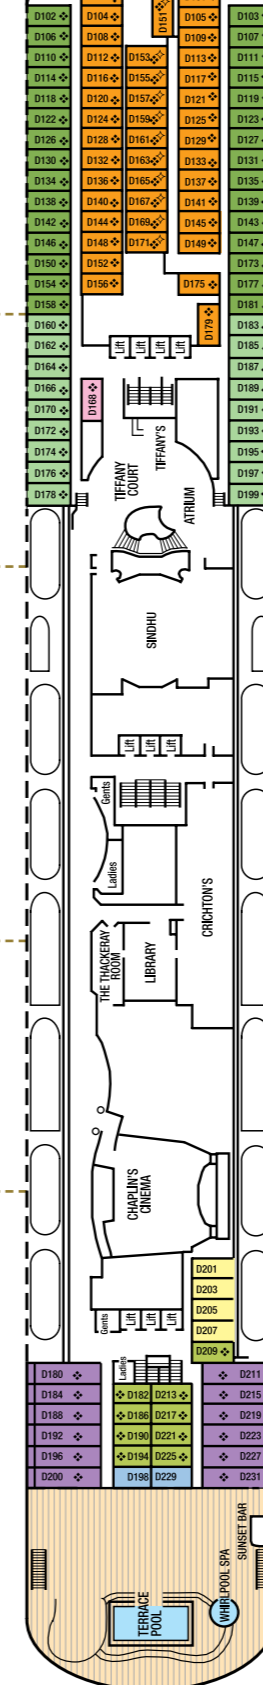 D102 D104 D151 D105 D103
D106 D108 D109 D107
D110 D112 D153 D113 D111
D114 D116 D155 D117 D115
D118 D120 D157 D121 D119
D122 D124 D159 D125 D123
D126 D128 D161 D129 D127
D130 D132 D163 D133 D131
D134 D136 D165 D137 D135
D138 D140 D167 D141 D139
D142 D144 D169 D145 D143
D146 D148 D171 D149 D147
D150 D152 D173
D154 D156 D175 D177
D158 D179 D181
D160 D183
D162 Lift Lift Lift Lift D185
D164 D187
D166 D168 D189
D170 D191
D172 D193
D174 D195
D176 D197
D178 D199
TIFFANY
COURT
TIFFANY'S
ATRIUM
SINDHU
Lift Lift Lift
Gents
Ladies
CRICHTON'S
THE THACKERAY
ROOM
LIBRARY
CHAPLIN'S
CINEMA
D201
D203
D205
D207
Gents Lift Lift Lift
D209
Ladies
D180 D211
D184 D182 D213 D215
D188 D186 D217 D219
D192 D190 D221 D223
D196 D194 D225 D227
D200 D198 D229 D231
SUNSET BAR
WHIRLPOOL SPA
TERRACE
POOL